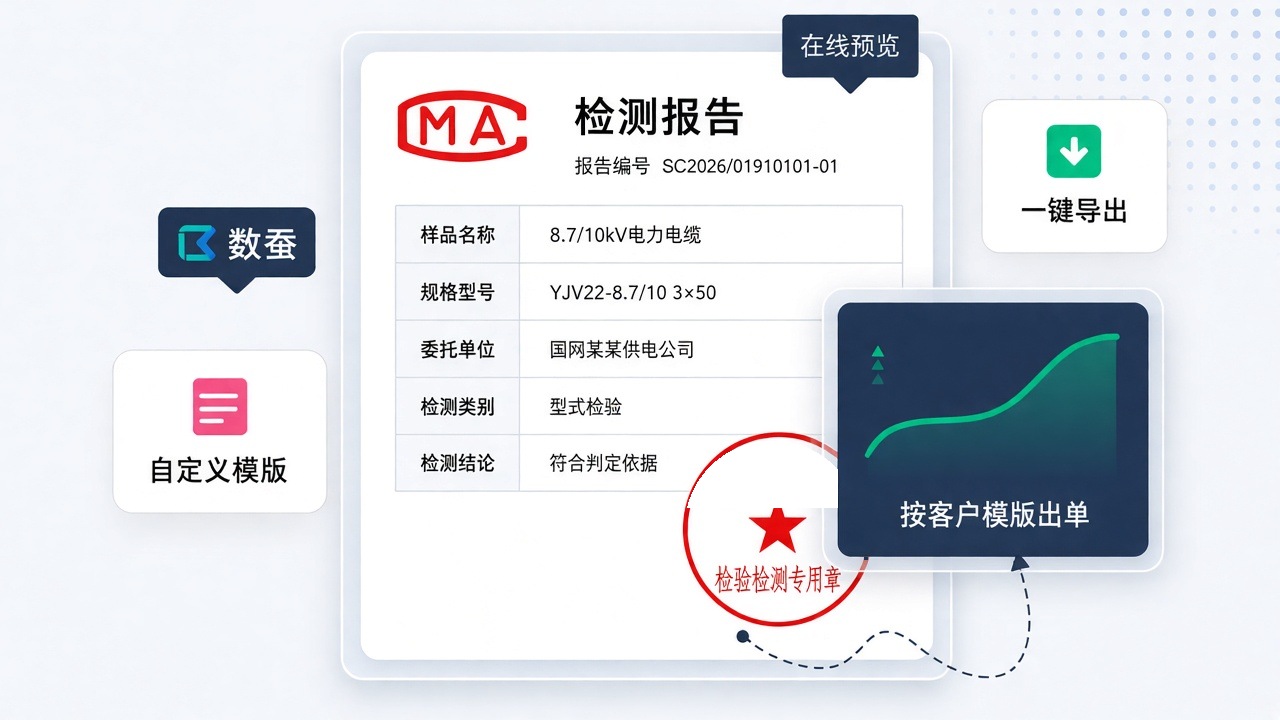 在线预览
CMA
检测报告
报告编号 SC2026/01910101-01
一键导出
数蚕
样品名称 8.7/10kV电力电缆
规格型号 YJV22-8.7/10 3×50
委托单位 国网某某供电公司
检测类别 型式检验
检测结论 符合判定依据
自定义模版
按客户模版出单
检验检测专用章